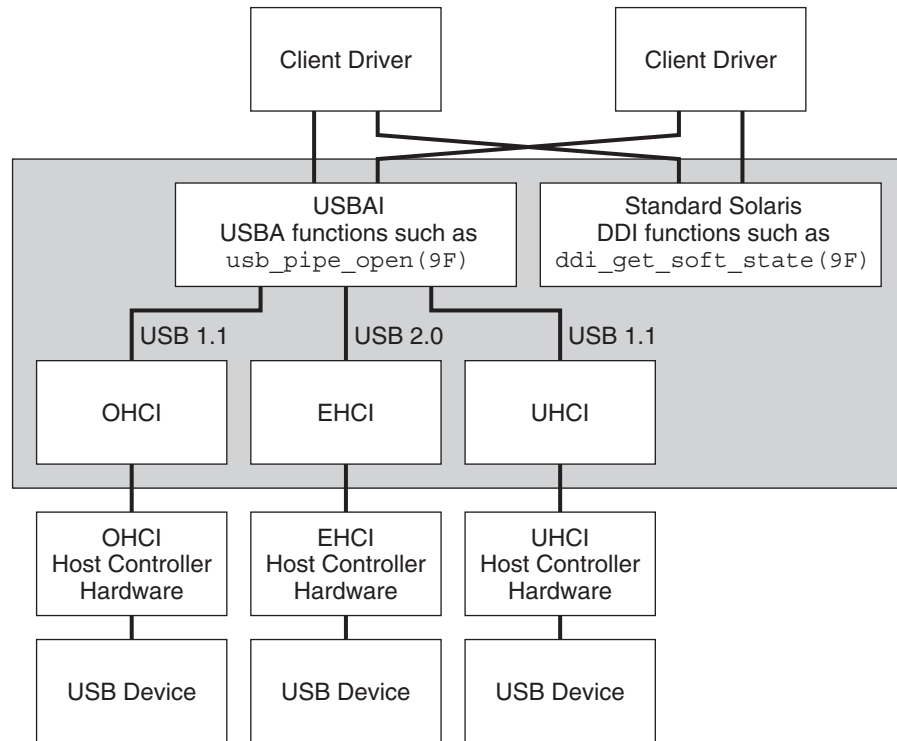 Client Driver
Client Driver
USBAI
USBA functions such as
usb_pipe_open(9F)
Standard Solaris
DDI functions such as
ddi_get_soft_state(9F)
USB 1.1
USB 2.0
USB 1.1
OHCI
EHCI
UHCI
OHCI
Host Controller
Hardware
EHCI
Host Controller
Hardware
UHCI
Host Controller
Hardware
USB Device
USB Device
USB Device